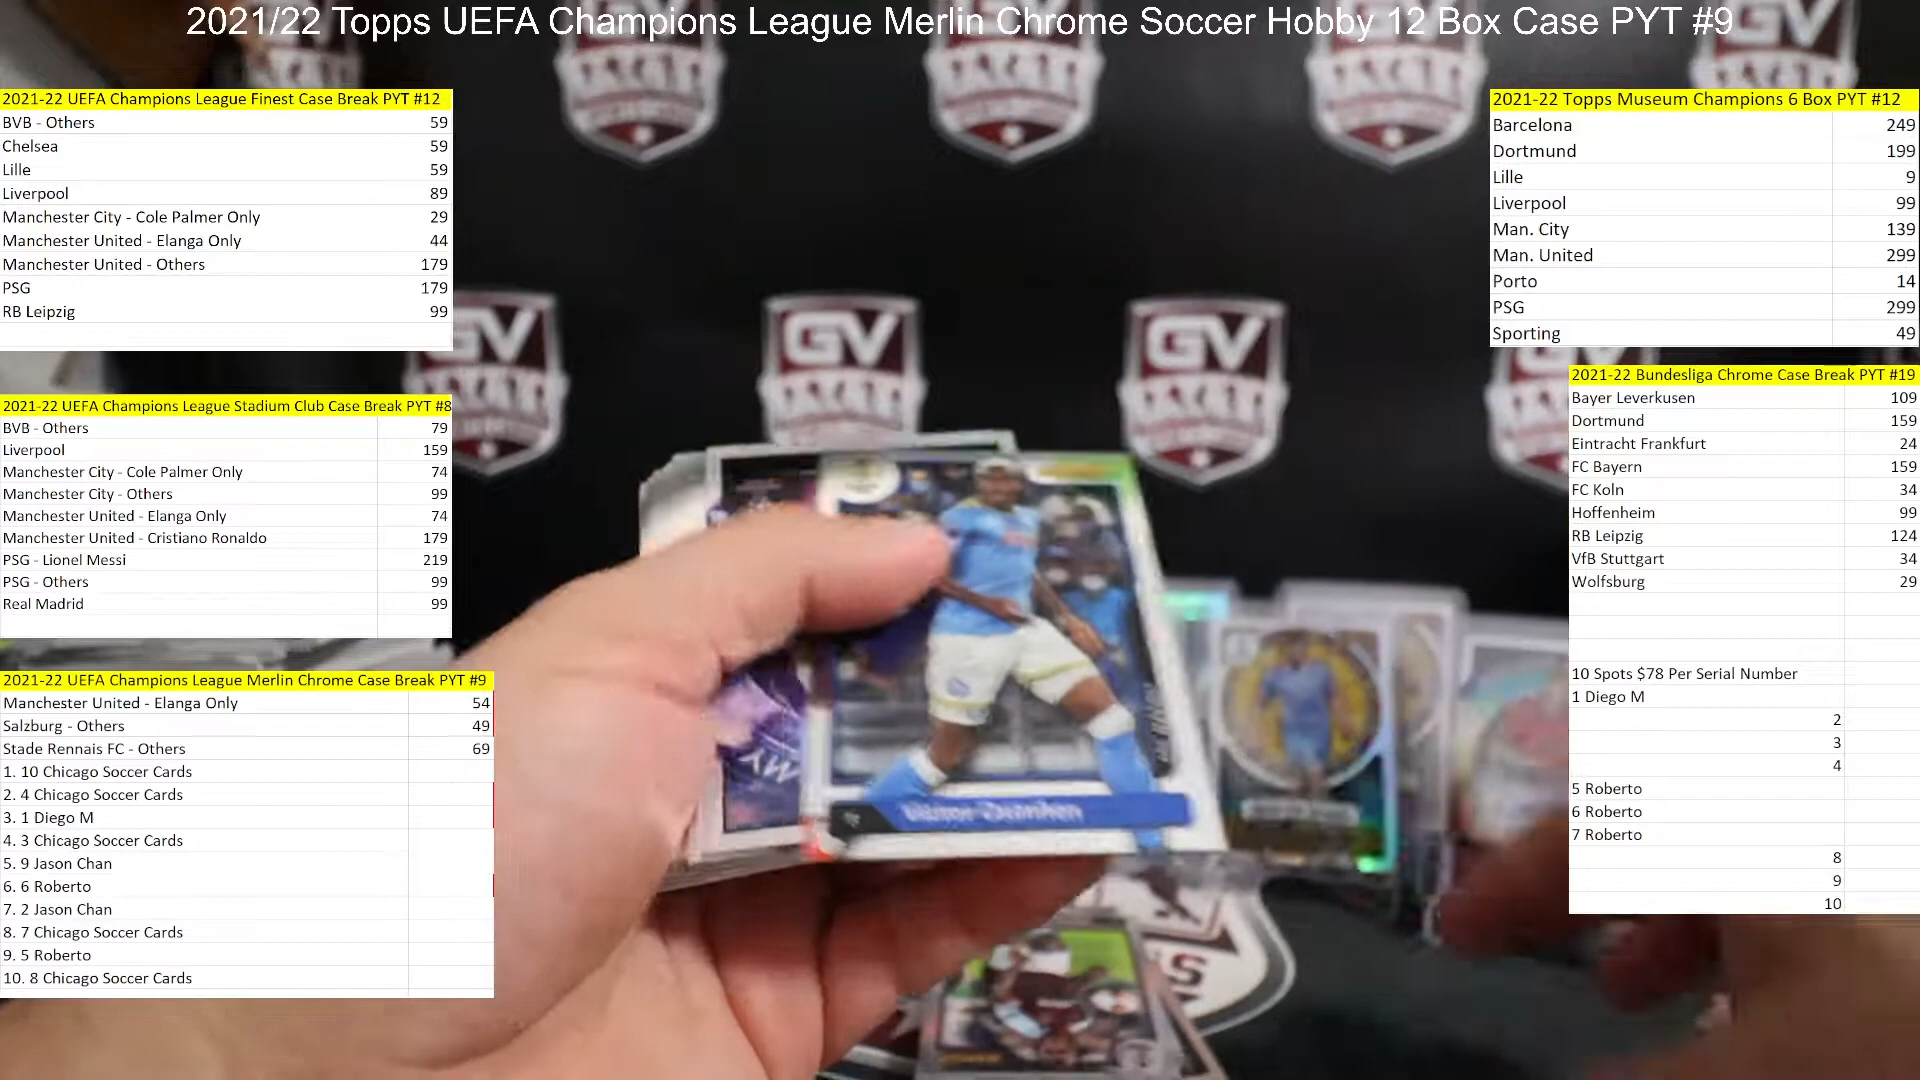 2021/22 Topps UEFA Champions League Merlin Chrome Soccer Hobby 12 Box Case PYT #9
2021-22 UEFA Champions League Finest Case Break PYT #12
BVB - Others 59
Chelsea 59
Lille 59
Liverpool 89
Manchester City - Cole Palmer Only 29
Manchester United - Elanga Only 44
Manchester United - Others 179
PSG 179
RB Leipzig 99
2021-22 UEFA Champions League Stadium Club Case Break PYT #8
BVB - Others 79
Liverpool 159
Manchester City - Cole Palmer Only 74
Manchester City - Others 99
Manchester United - Elanga Only 74
Manchester United - Cristiano Ronaldo 179
PSG - Lionel Messi 219
PSG - Others 99
Real Madrid 99
2021-22 UEFA Champions League Merlin Chrome Case Break PYT #9
Manchester United - Elanga Only 54
Salzburg - Others 49
Stade Rennais FC - Others 69
1. 10 Chicago Soccer Cards
2. 4 Chicago Soccer Cards
3. 1 Diego M
4. 3 Chicago Soccer Cards
5. 9 Jason Chan
6. 6 Roberto
7. 2 Jason Chan
8. 7 Chicago Soccer Cards
9. 5 Roberto
10. 8 Chicago Soccer Cards
2021-22 Topps Museum Champions 6 Box PYT #12
Barcelona 249
Dortmund 199
Lille 9
Liverpool 99
Man. City 139
Man. United 299
Porto 14
PSG 299
Sporting 49
2021-22 Bundesliga Chrome Case Break PYT #19
Bayer Leverkusen 109
Dortmund 159
Eintracht Frankfurt 24
FC Bayern 159
FC Koln 34
Hoffenheim 99
RB Leipzig 124
VfB Stuttgart 34
Wolfsburg 29
10 Spots $78 Per Serial Number
1 Diego M
2
3
4
5 Roberto
6 Roberto
7 Roberto
8
9
10
GV
GV
GV